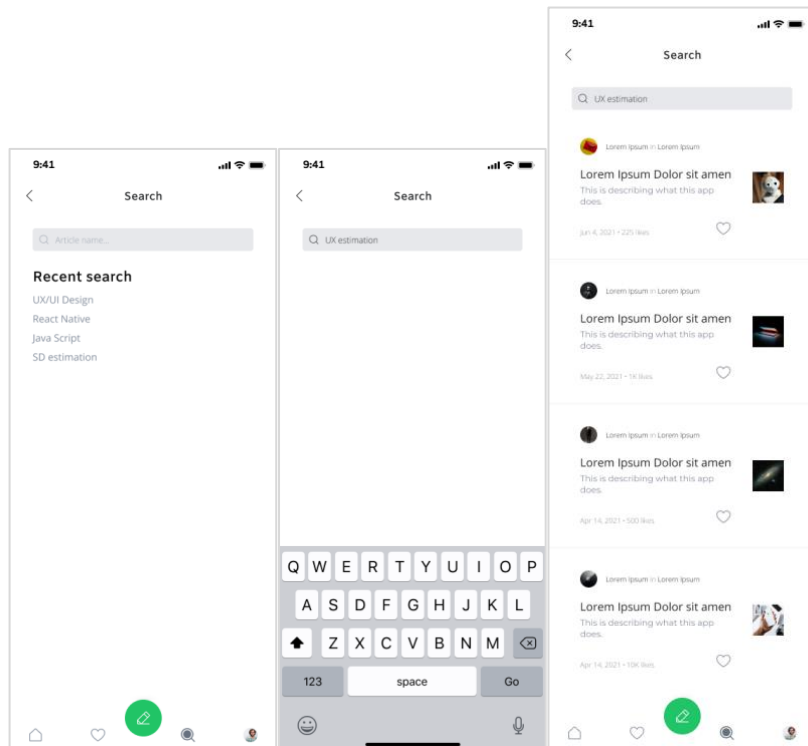 9:41
Search
Article name...
Recent search
UX/UI Design
React Native
Java Script
SD estimation
9:41
Search
UX estimation
Q W E R T Y U I O P
A S D F G H J K L
Z X C V B N M
123 space Go
9:41
Search
UX estimation
Lorem Ipsum in Lorem Ipsum
Lorem Ipsum Dolor sit amen
This is describing what this app
does.
Jun 4, 2021 • 225 likes
Lorem Ipsum in Lorem Ipsum
Lorem Ipsum Dolor sit amen
This is describing what this app
does.
May 22, 2021 • 1K likes
Lorem Ipsum in Lorem Ipsum
Lorem Ipsum Dolor sit amen
This is describing what this app
does.
Apr 14, 2021 • 500 likes
Lorem Ipsum in Lorem Ipsum
Lorem Ipsum Dolor sit amen
This is describing what this app
does.
Apr 14, 2021 • 10K likes